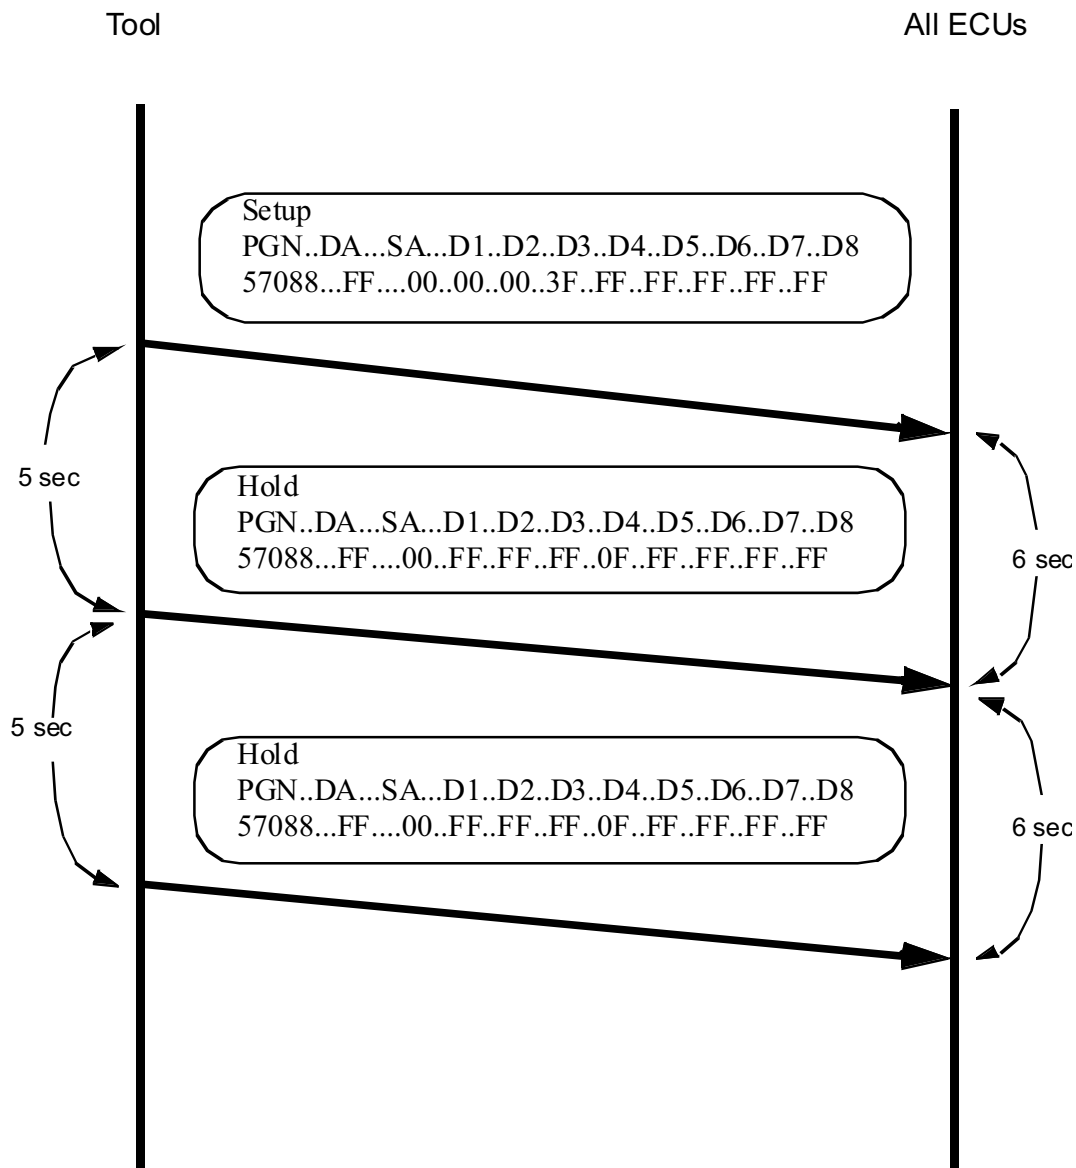 Tool
All ECUs
Setup
PGN..DA...SA...D1..D2..D3..D4..D5..D6..D7..D8
57088...FF....00..00..00..3F..FF..FF..FF..FF..FF
5 sec
Hold
PGN..DA...SA...D1..D2..D3..D4..D5..D6..D7..D8
57088...FF....00..FF..FF..FF..0F..FF..FF..FF..FF
6 sec
5 sec
Hold
PGN..DA...SA...D1..D2..D3..D4..D5..D6..D7..D8
57088...FF....00..FF..FF..FF..0F..FF..FF..FF..FF
6 sec